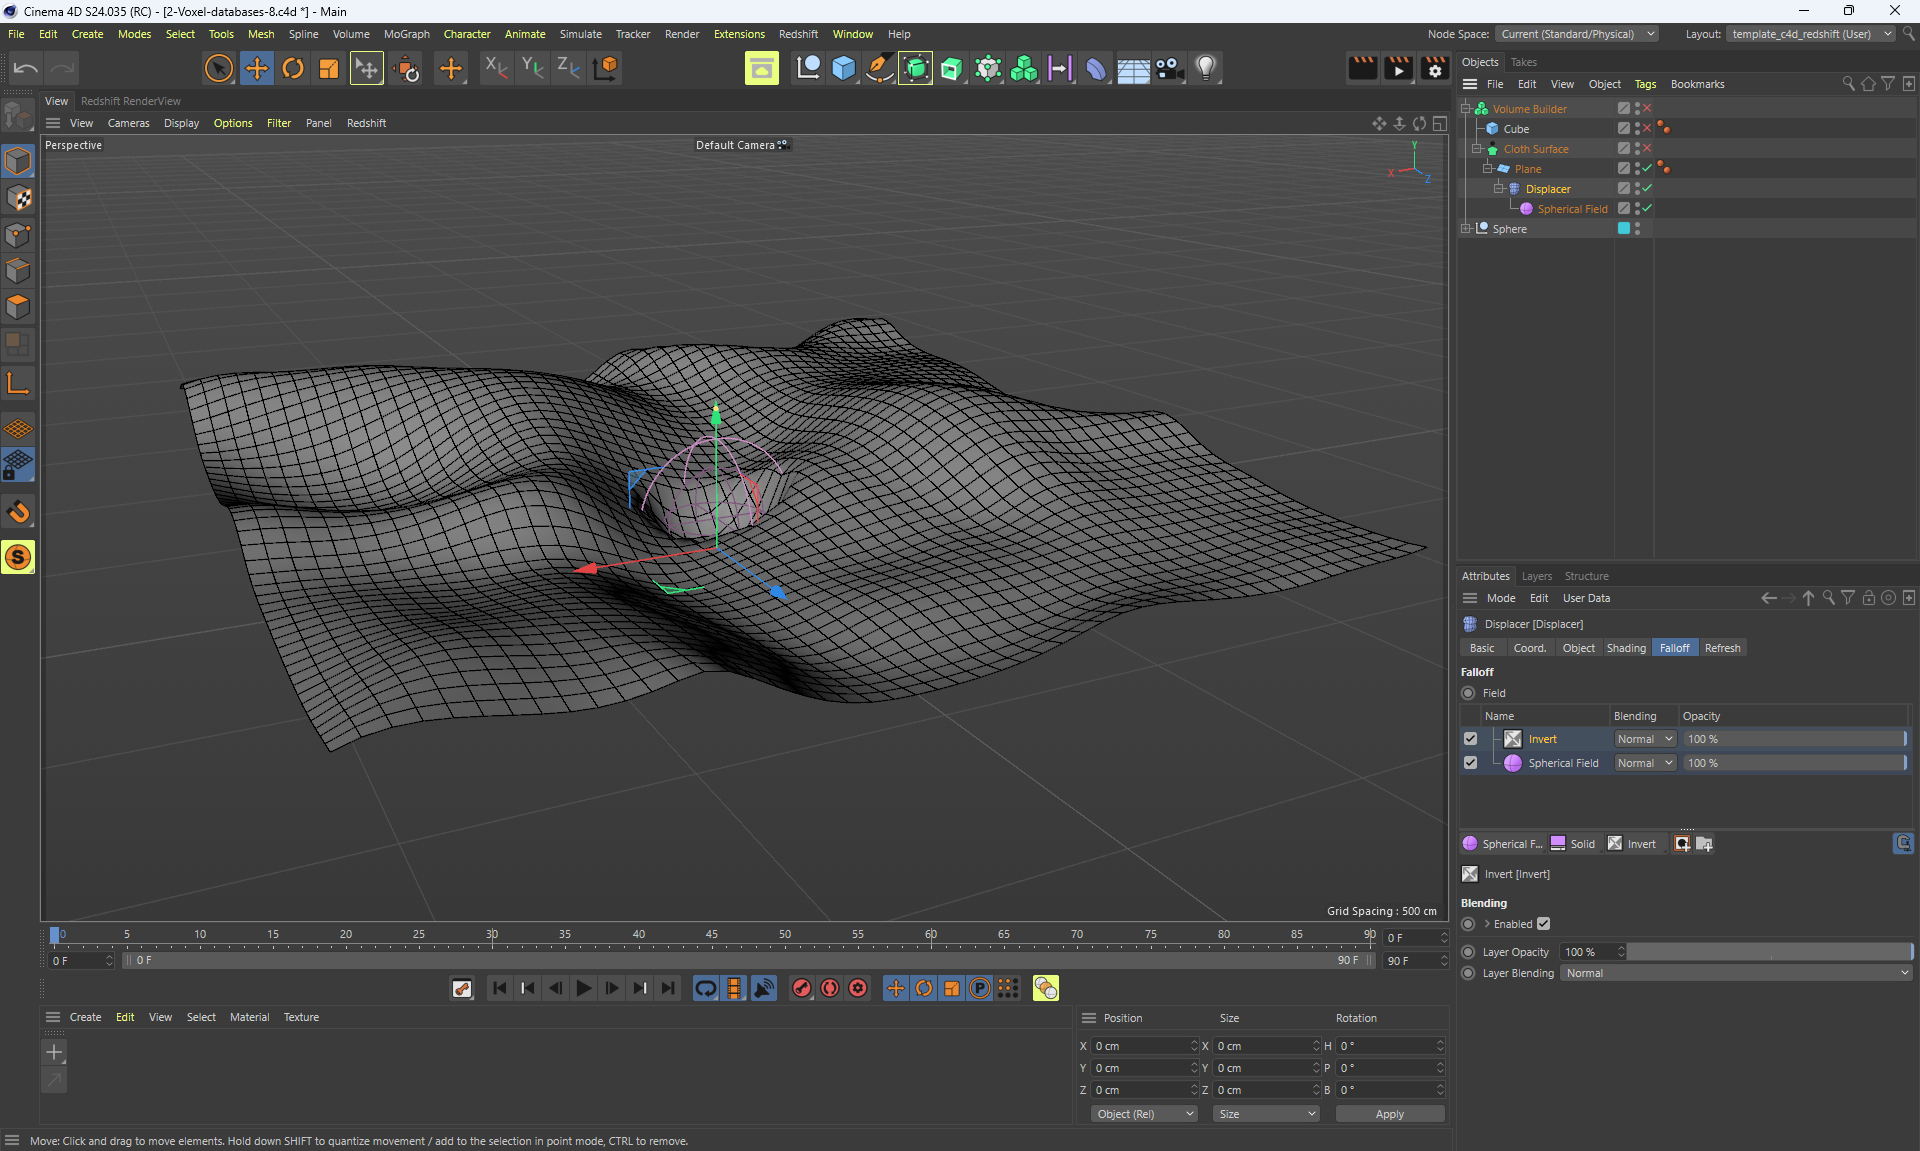 Cinema 4D S24.035 (RC) - [2-Voxel-databases-8.c4d *] - Main
File Edit Create Modes Select Tools Mesh Spline Volume MoGraph Character Animate Simulate Tracker Render Extensions Redshift Window Help
Node Space: Current (Standard/Physical) Layout: template_c4d_redshift (User)
X Y Z
View Redshift RenderView
View Cameras Display Options Filter Panel Redshift
Perspective
Default Camera
Y
X
Z
Grid Spacing : 500 cm
Objects Takes
File Edit View Object Tags Bookmarks
Volume Builder
Cube
Cloth Surface
Plane
Displacer
Spherical Field
Sphere
Attributes Layers Structure
Mode Edit User Data
Displacer [Displacer]
Basic Coord. Object Shading Falloff Refresh
Falloff
Field
Name Blending Opacity
Invert Normal 100 %
Spherical Field Normal 100 %
Spherical F... Solid Invert
Invert [Invert]
Blending
> Enabled
Layer Opacity 100 %
Layer Blending Normal
0 5 10 15 20 25 30 35 40 45 50 55 60 65 70 75 80 85 90 0 F
0 F 0 F 90 F 90 F
P
Create Edit View Select Material Texture
Position Size Rotation
X 0 cm X 0 cm H 0 °
Y 0 cm Y 0 cm P 0 °
Z 0 cm Z 0 cm B 0 °
Object (Rel) Size Apply
Move: Click and drag to move elements. Hold down SHIFT to quantize movement / add to the selection in point mode, CTRL to remove.